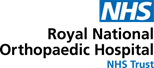 NHS
Royal National
Orthopaedic Hospital
NHS Trust